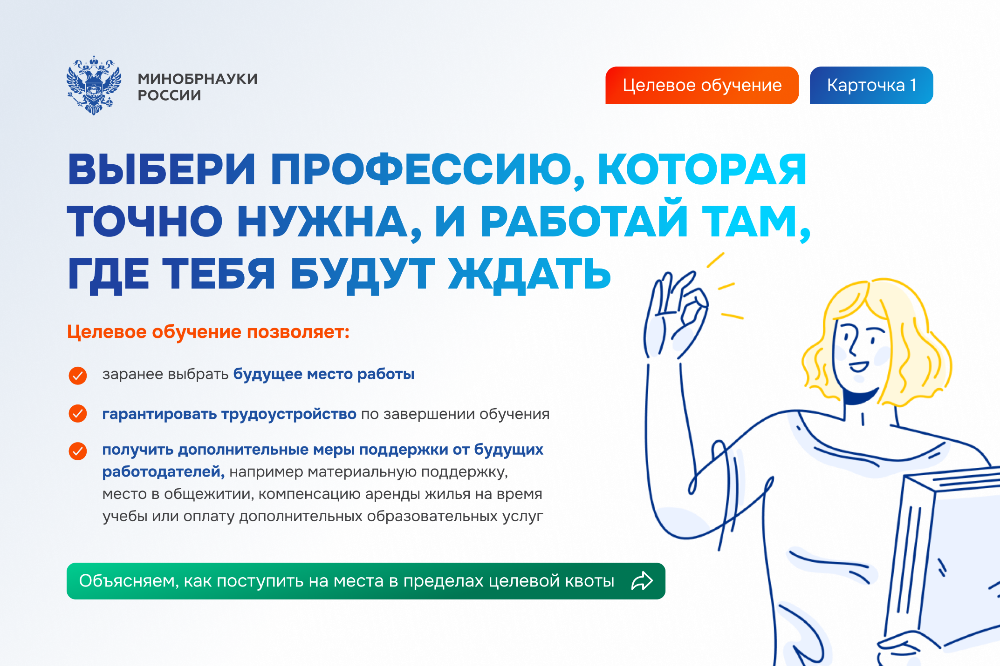 МИНОБРНАУКИ
РОССИИ
Целевое обучение
Карточка 1
ВЫБЕРИ ПРОФЕССИЮ, КОТОРАЯ
ТОЧНО НУЖНА, И РАБОТАЙ ТАМ,
ГДЕ ТЕБЯ БУДУТ ЖДАТЬ
Целевое обучение позволяет:
заранее выбрать будущее место работы
гарантировать трудоустройство по завершении обучения
получить дополнительные меры поддержки от будущих
работодателей, например материальную поддержку,
место в общежитии, компенсацию аренды жилья на время
учебы или оплату дополнительных образовательных услуг
Объясняем, как поступить на места в пределах целевой квоты